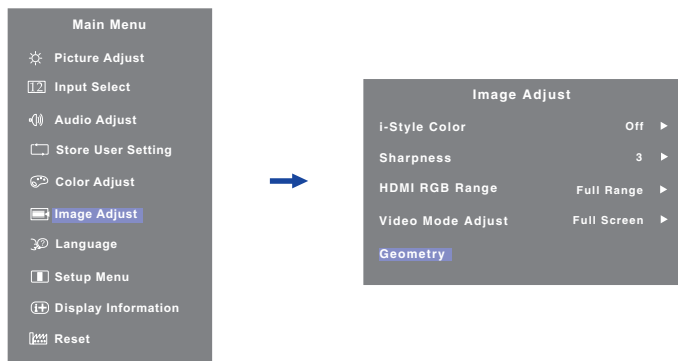 Main Menu
Picture Adjust
12 Input Select
Audio Adjust
Store User Setting
Color Adjust
Image Adjust
? Language
Setup Menu
i+ Display Information
Reset
Image Adjust
i-Style Color Off
Sharpness 3
HDMI RGB Range Full Range
Video Mode Adjust Full Screen
Geometry